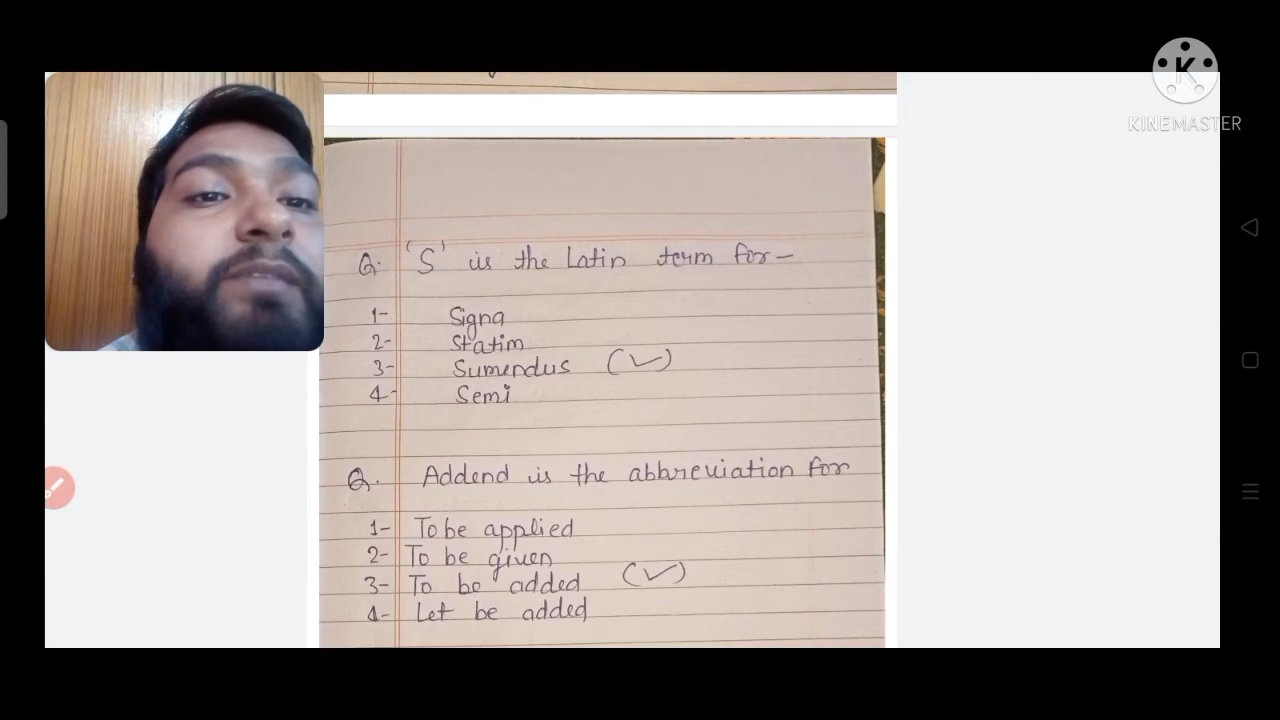 KINEMASTER
Q. 'S' is the Latin term for -
1- Signa
2- Statim
3- Sumendus (✓)
4- Semi
Q. Addend is the abbreviation for
1- To be applied
2- To be given
3- To be added (✓)
4- Let be added